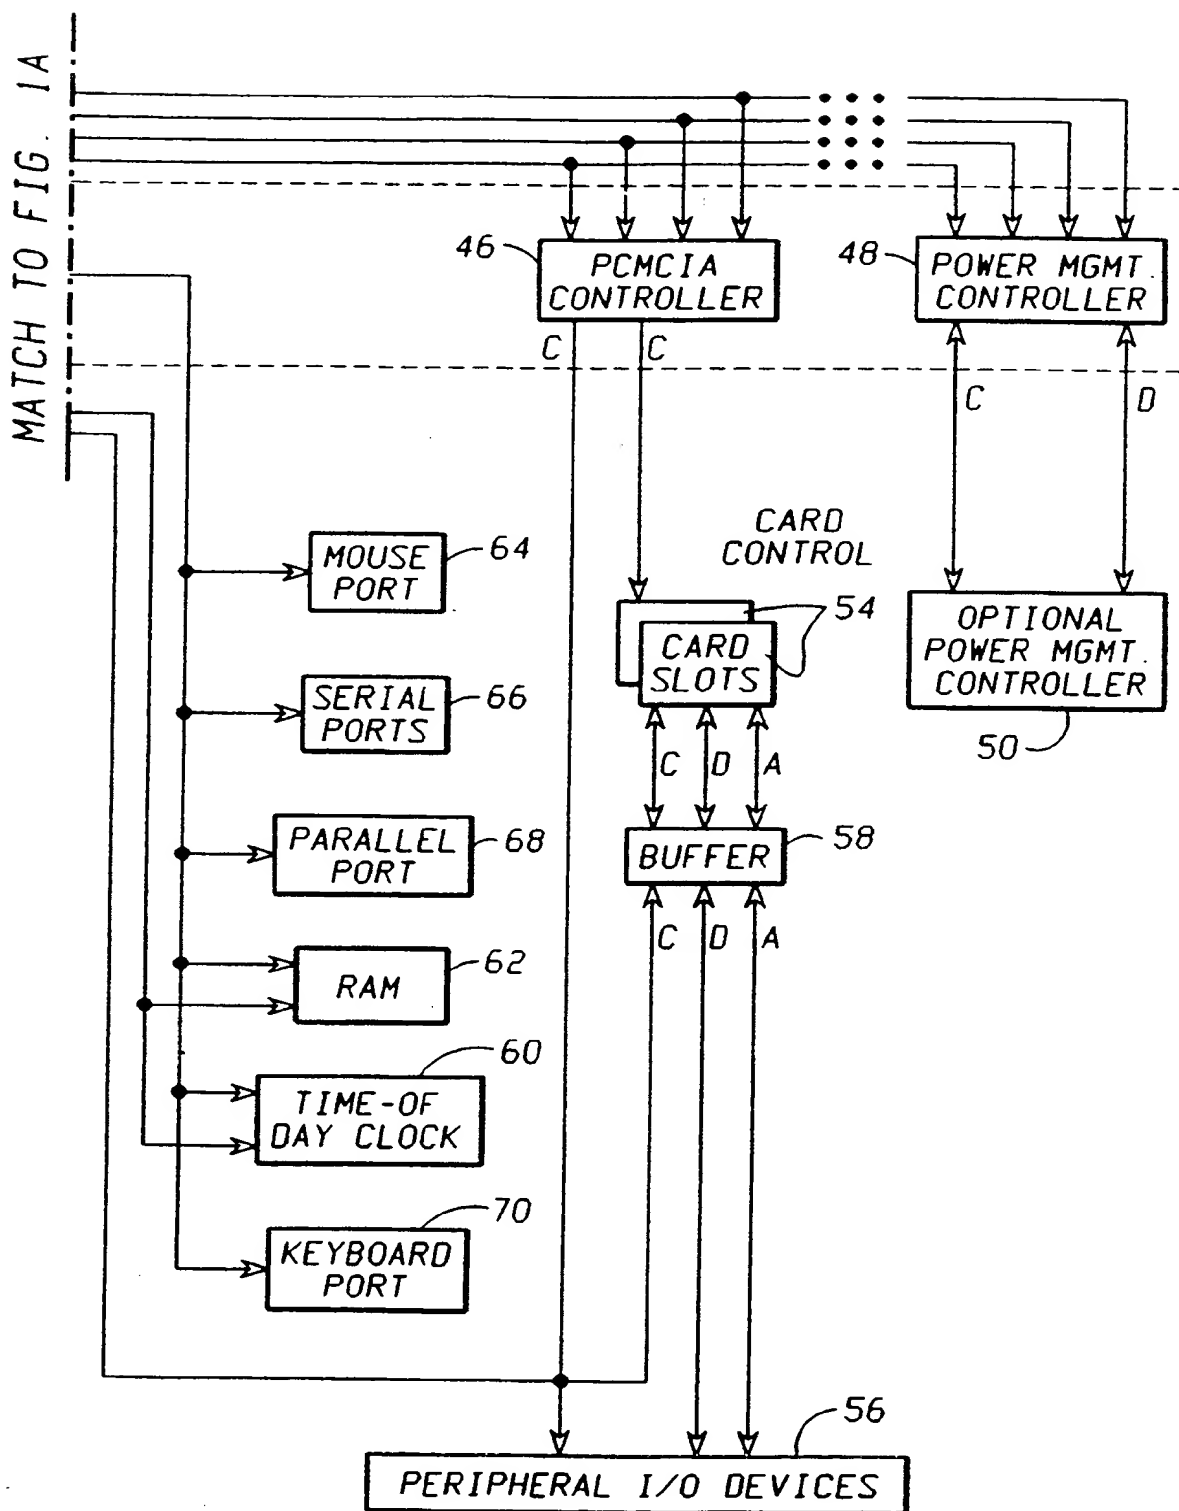 MATCH TO FIG. 1A
46
PCMCIA
CONTROLLER
48
POWER MGMT.
CONTROLLER
C
C
C
D
CARD
CONTROL
MOUSE
PORT
64
54
CARD
SLOTS
OPTIONAL
POWER MGMT.
CONTROLLER
50
SERIAL
PORTS
66
C
D
A
PARALLEL
PORT
68
BUFFER
58
C
D
A
RAM
62
60
TIME-OF
DAY CLOCK
70
KEYBOARD
PORT
56
PERIPHERAL I/O DEVICES